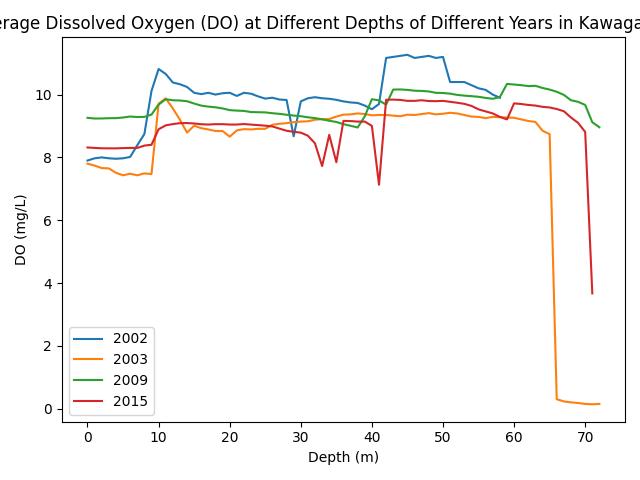 erage Dissolved Oxygen (DO) at Different Depths of Different Years in Kawaga
10
8
6
4
2
0
DO (mg/L)
2002
2003
2009
2015
0 10 20 30 40 50 60 70
Depth (m)